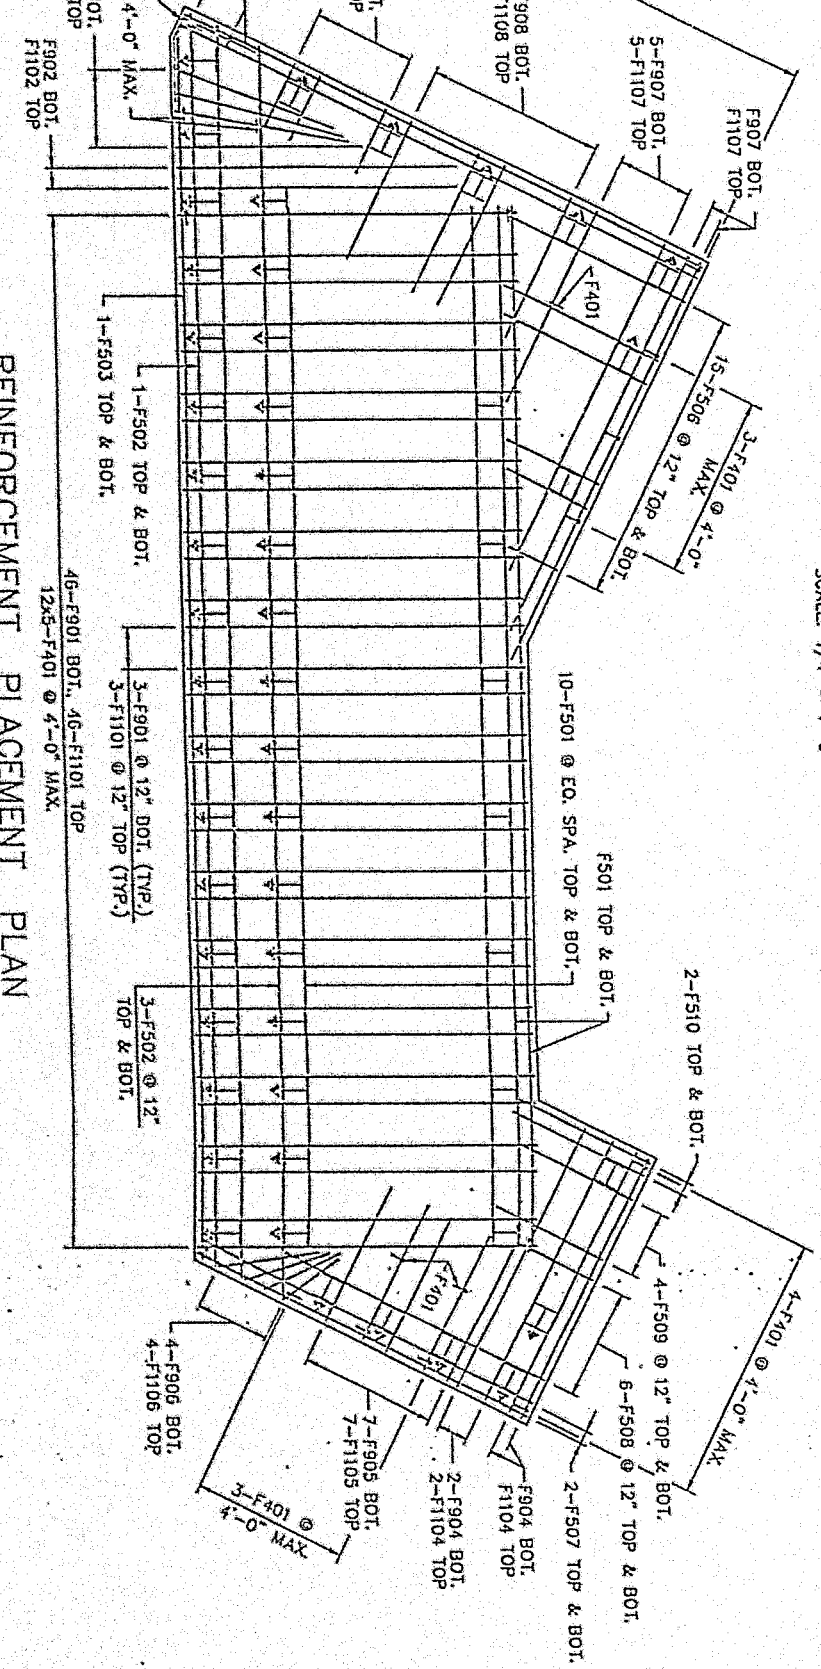 4'-0" MAX.
F902 BOT.
F1102 TOP
5-F907 BOT.
5-F1107 TOP
F907 BOT.
F1107 TOP
F401
15-F506 @ 12" TOP & BOT.
3-F401 @ 4'-0"
MAX.
1-F502 TOP & BOT.
1-F503 TOP & BOT.
46-F901 BOT., 46-F1101 TOP
12x5-F401 @ 4'-0" MAX.
3-F901 @ 12" BOT. (TYP.)
3-F1101 @ 12" TOP (TYP.)
10-F501 @ EQ. SPA. TOP & BOT.
F501 TOP & BOT.
3-F502 @ 12"
TOP & BOT.
2-F510 TOP & BOT.
4-F401 @ 4'-0" MAX.
4-F509 @ 12" TOP & BOT.
6-F508 @ 12" TOP & BOT.
2-F507 TOP & BOT.
F904 BOT.
F1104 TOP
2-F904 BOT.
2-F1104 TOP
7-F905 BOT.
7-F1105 TOP
F401
4-F906 BOT.
4-F1106 TOP
3-F401 @
4'-0" MAX.
REINFORCEMENT PLACEMENT PLAN